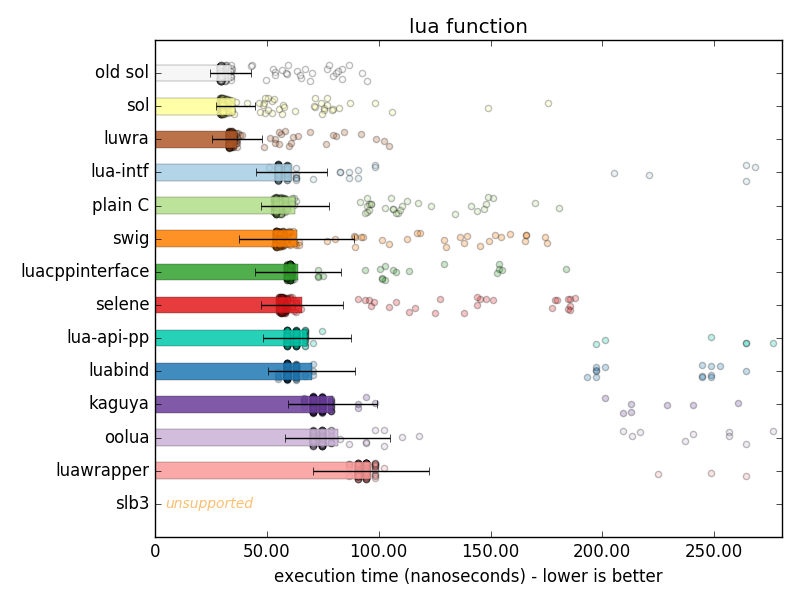 lua function
old sol
sol
luwra
lua-intf
plain C
swig
luacppinterface
selene
lua-api-pp
luabind
kaguya
oolua
luawrapper
slb3 unsupported
0 50.00 100.00 150.00 200.00 250.00
execution time (nanoseconds) - lower is better